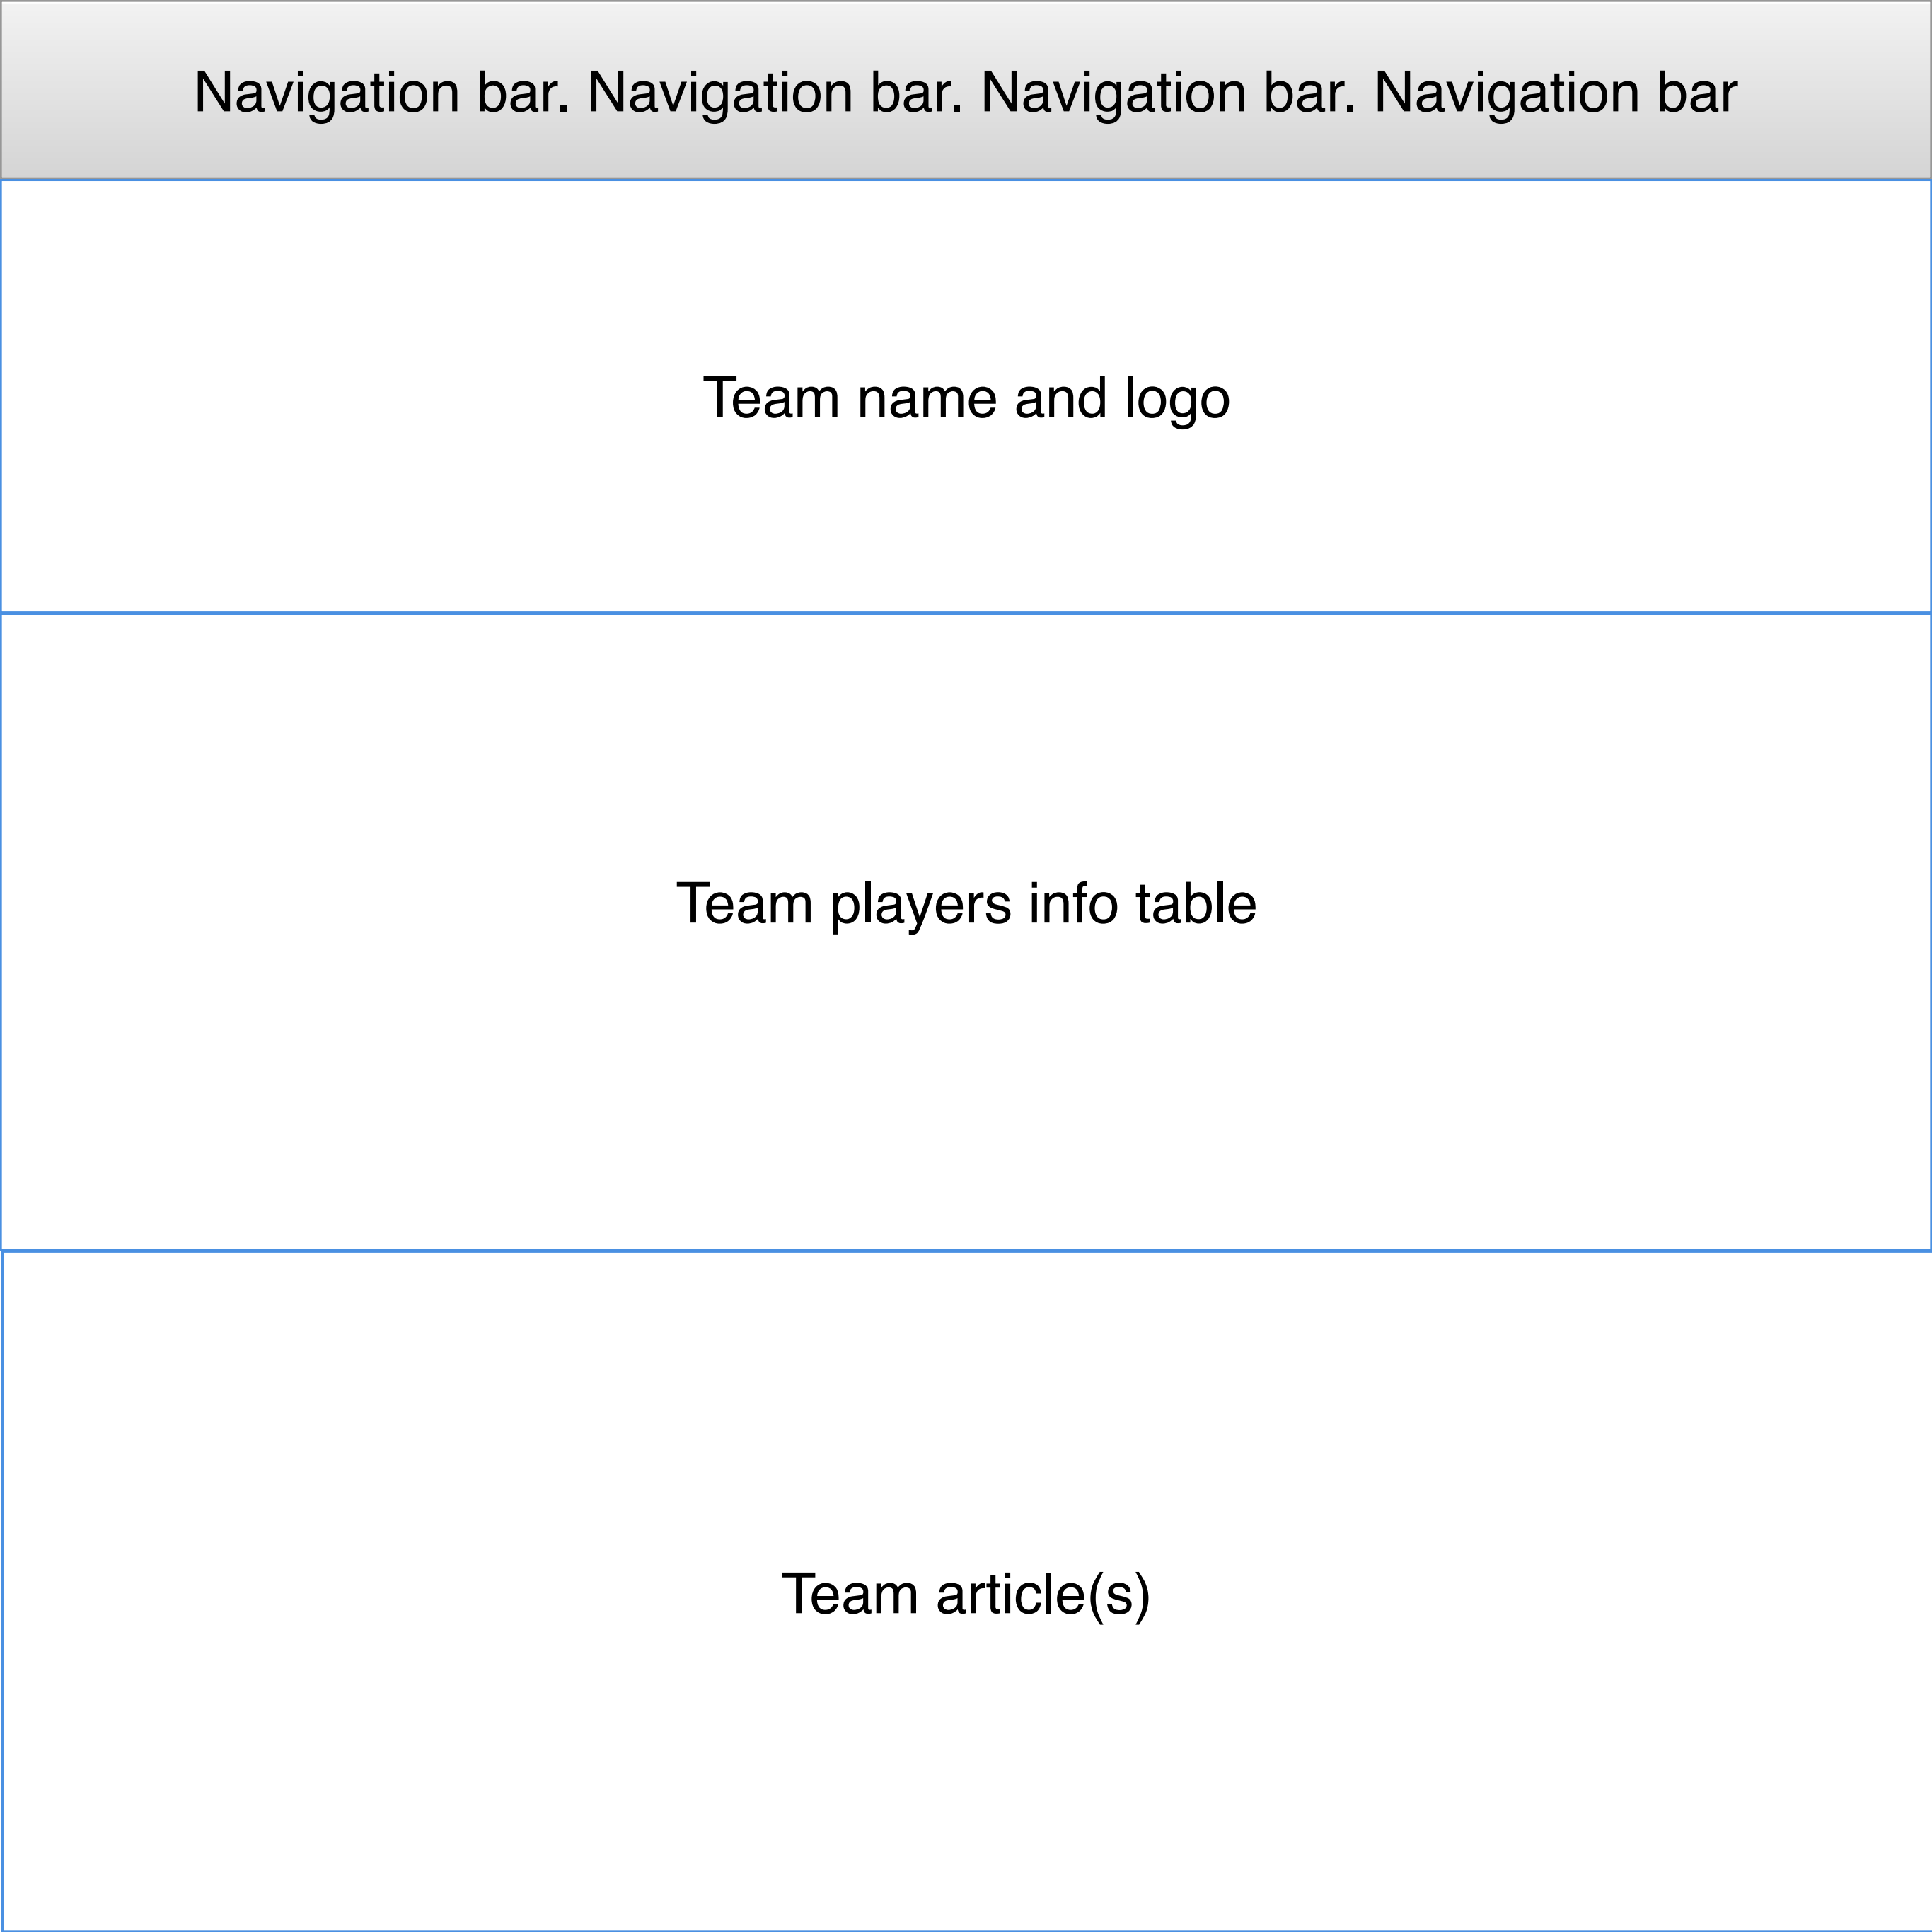 Navigation bar. Navigation bar. Navigation bar. Navigation bar
Team name and logo
Team players info table
Team article(s)